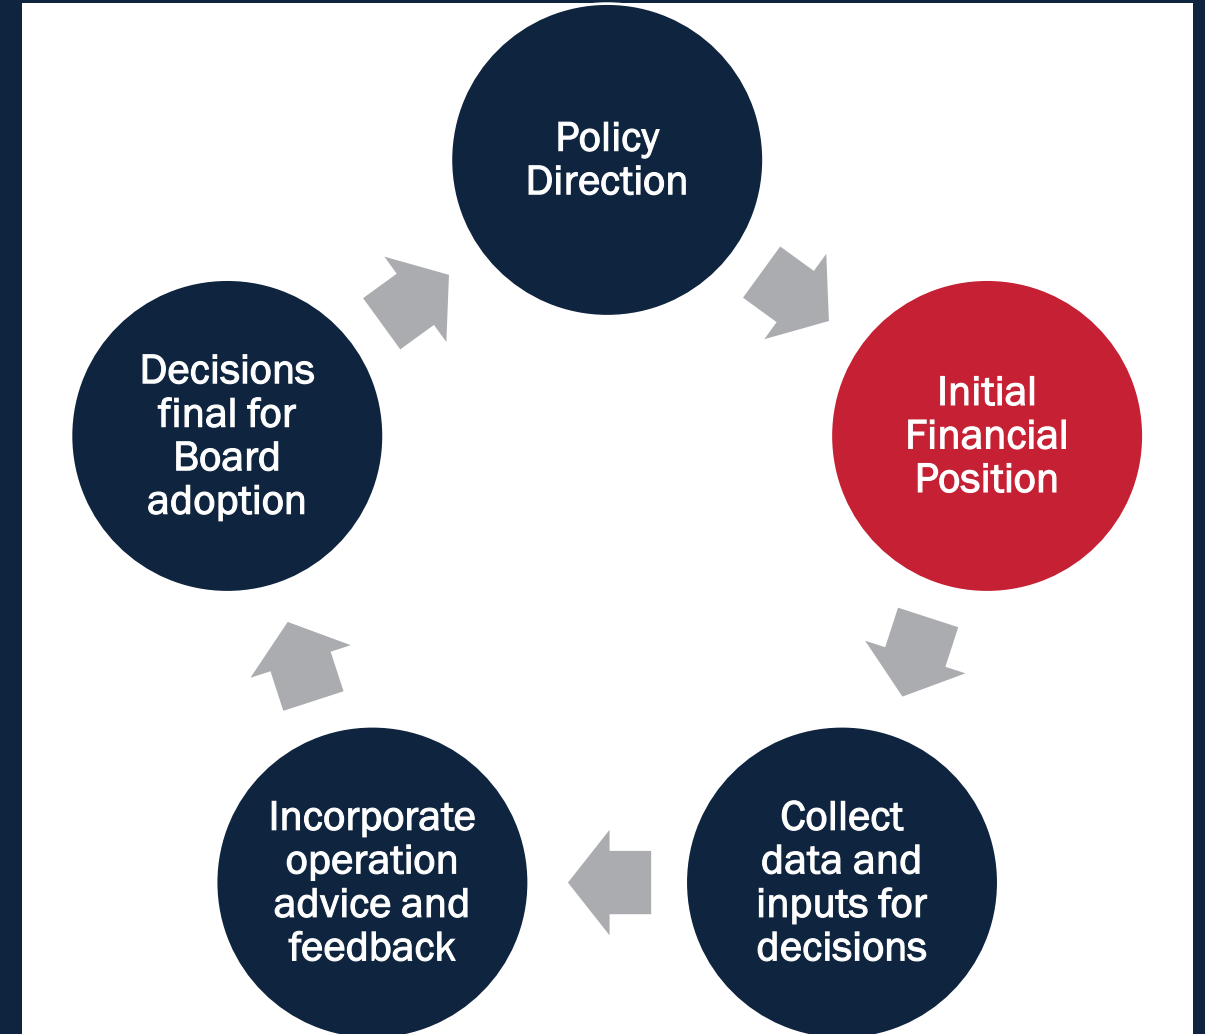 Policy
Direction
Initial
Financial
Position
Collect
data and
inputs for
decisions
Incorporate
operation
advice and
feedback
Decisions
final for
Board
adoption